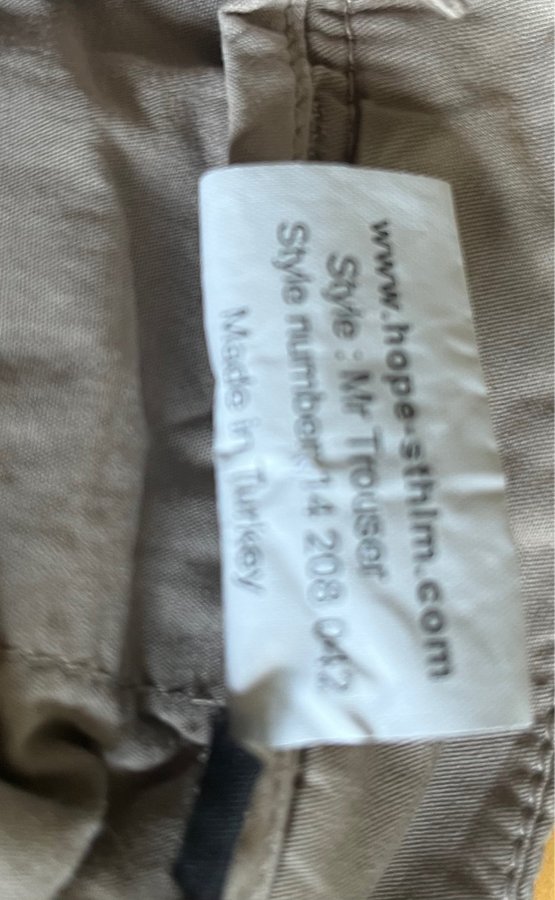 www.hope-sthlm.com
Style : Mr Trouser
Style number 14 208 042
Made in Turkey